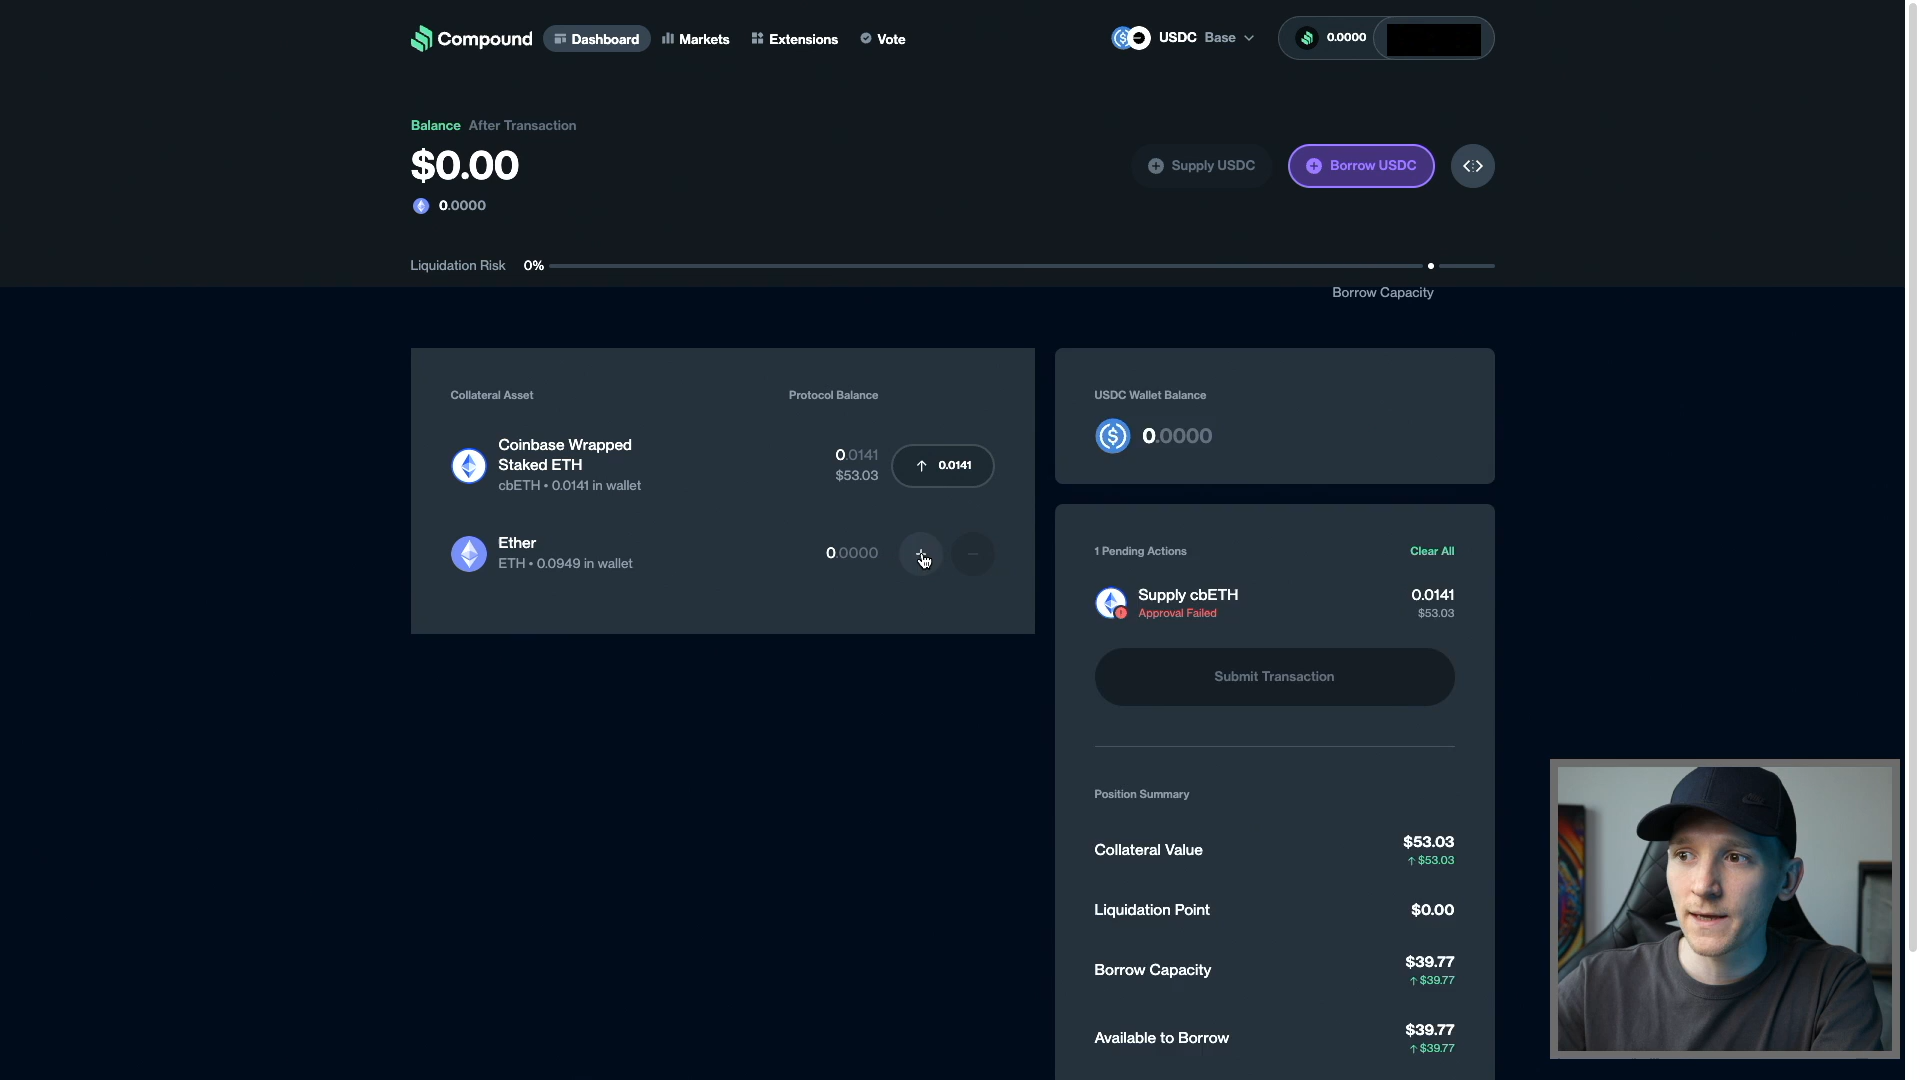 Compound
Dashboard
Markets
Extensions
Vote
USDC Base
0.0000
Balance After Transaction
$0.00
0.0000
Supply USDC
Borrow USDC
Liquidation Risk 0%
Borrow Capacity
Collateral Asset
Protocol Balance
Coinbase Wrapped
Staked ETH
cbETH • 0.0141 in wallet
0.0141
$53.03
0.0141
Ether
ETH • 0.0949 in wallet
0.0000
USDC Wallet Balance
0.0000
1 Pending Actions
Clear All
Supply cbETH
0.0141
Approval Failed
$53.03
Submit Transaction
Position Summary
Collateral Value
$53.03
↑ $53.03
Liquidation Point
$0.00
Borrow Capacity
$39.77
↑ $39.77
Available to Borrow
$39.77
↑ $39.77